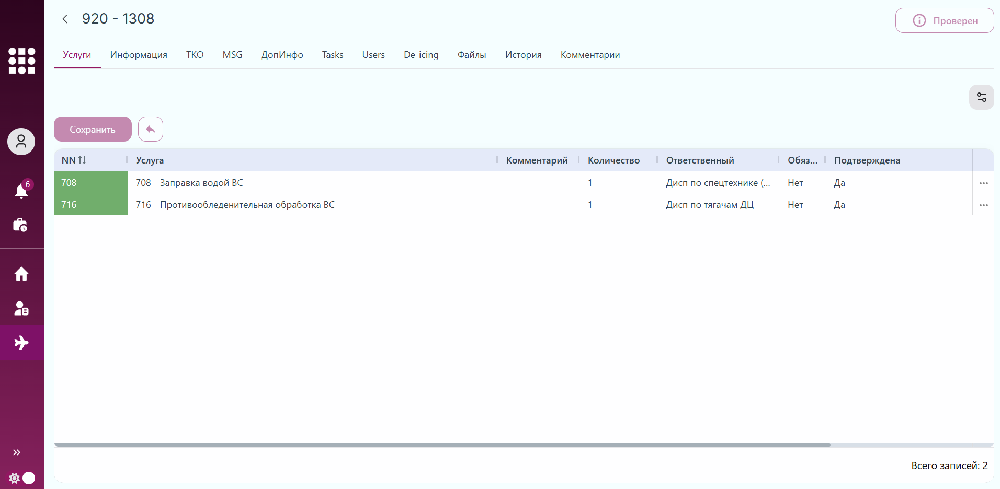 920 - 1308
Проверен
Услуги Информация ТКО MSG ДопИнфо Tasks Users De-icing Файлы История Комментарии
Сохранить
NN Услуга Комментарий Количество Ответственный Обяз... Подтверждена
708 708 - Заправка водой ВС 1 Дисп по спецтехнике (... Нет Да
716 716 - Противообледенительная обработка ВС 1 Дисп по тягачам ДЦ Нет Да
6
Всего записей: 2